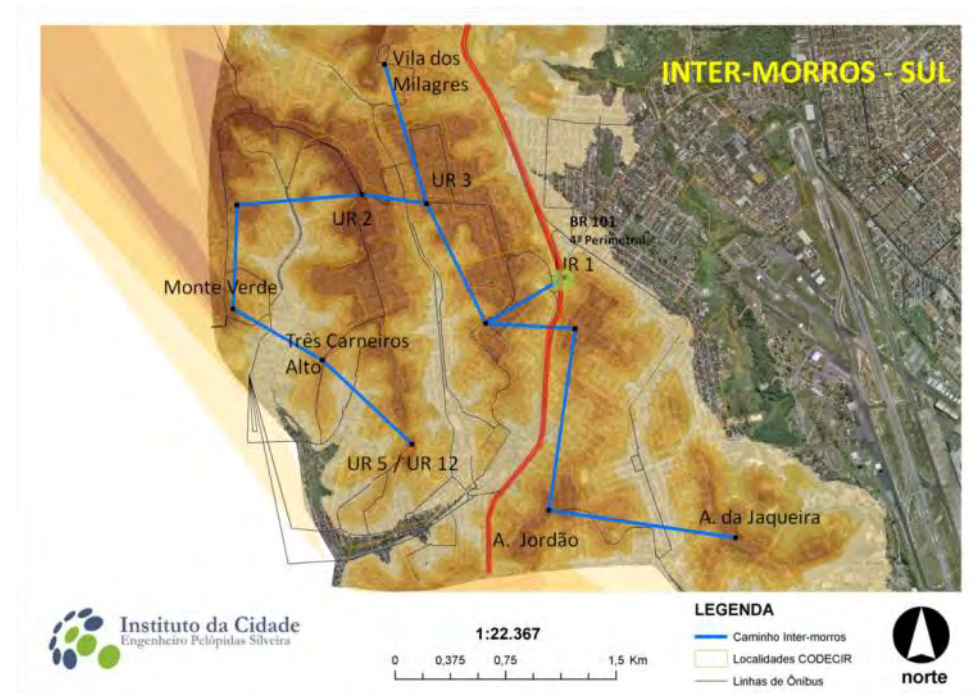 INTER-MORROS - SUL
Vila dos
Milagres
UR 3
UR 2
BR 101
4ª Perimetral
UR 1
Monte Verde
Três Carneiros
Alto
UR 5 / UR 12
A. Jordão
A. da Jaqueira
Instituto da Cidade
Engenheiro Pelópidas Silveira
1:22.367
0 0,375 0,75 1,5 Km
LEGENDA
Caminho Inter-morros
Localidades CODECIR
Linhas de Ônibus
norte